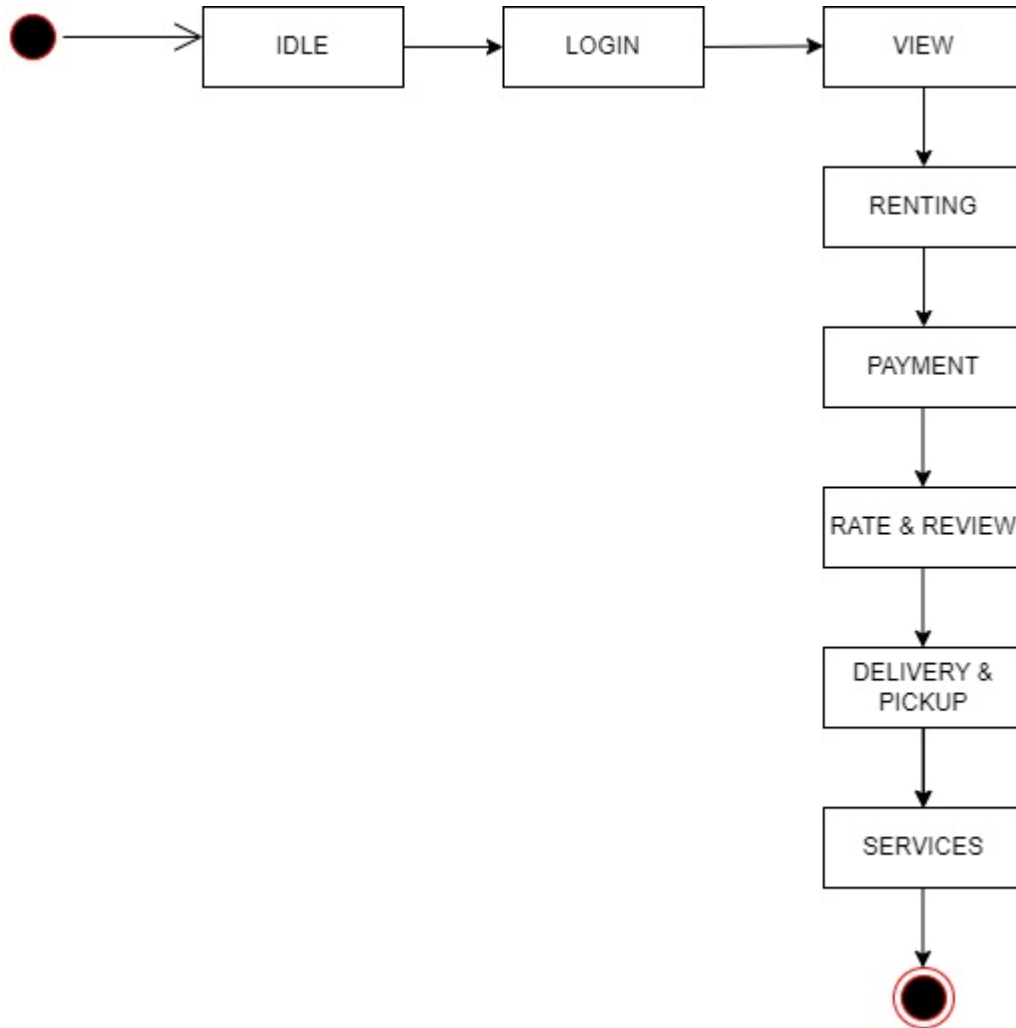 IDLE
LOGIN
VIEW
RENTING
PAYMENT
RATE & REVIEW
DELIVERY &
PICKUP
SERVICES